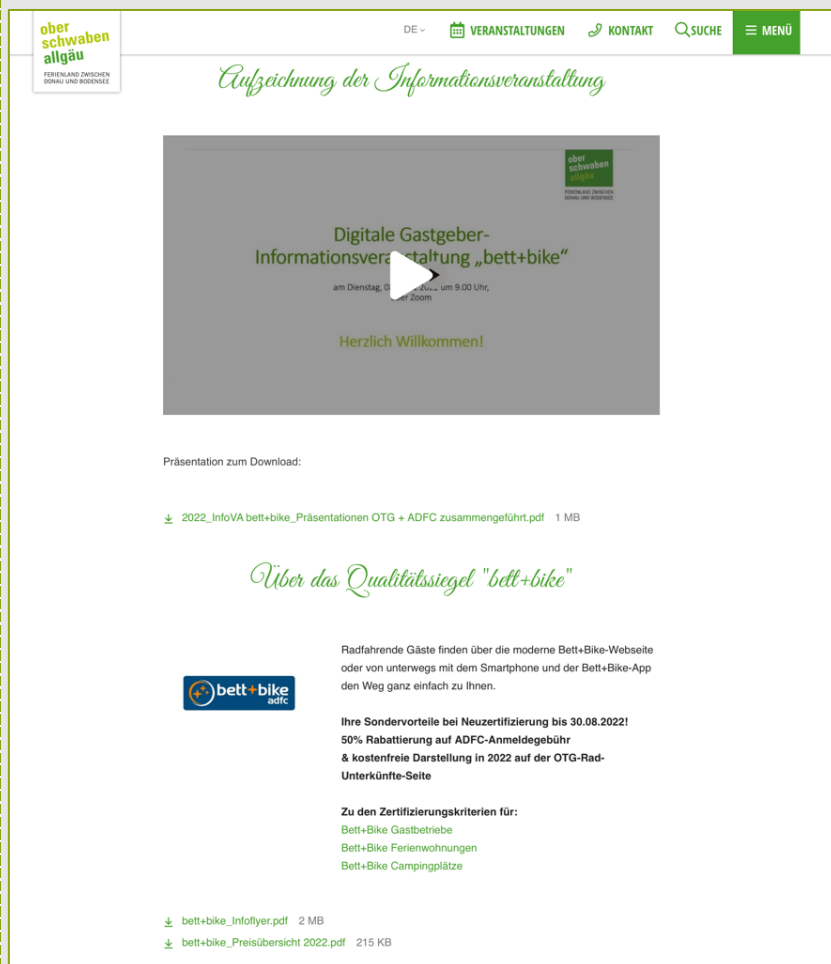 ober
schwaben
allgäu
FERIENLAND ZWISCHEN
DONAU UND BODENSEE
DE
VERANSTALTUNGEN
KONTAKT
SUCHE
MENÜ
Aufzeichnung der Informationsveranstaltung
ober
schwaben
allgäu
FERIENLAND ZWISCHEN
DONAU UND BODENSEE
Digitale Gastgeber-
Informationsveranstaltung „bett+bike“
am Dienstag, um 9.00 Uhr,
Zoom
Herzlich Willkommen!
Präsentation zum Download:
2022_InfoVA bett+bike_Präsentationen OTG + ADFC zusammengeführt.pdf 1 MB
Über das Qualitätssiegel "bett+bike"
bett+bike
adfc
Radfahrende Gäste finden über die moderne Bett+Bike-Webseite
oder von unterwegs mit dem Smartphone und der Bett+Bike-App
den Weg ganz einfach zu Ihnen.
Ihre Sondervorteile bei Neuzertifizierung bis 30.08.2022!
50% Rabattierung auf ADFC-Anmeldegebühr
& kostenfreie Darstellung in 2022 auf der OTG-Rad-
Unterkünfte-Seite
Zu den Zertifizierungskriterien für:
Bett+Bike Gastbetriebe
Bett+Bike Ferienwohnungen
Bett+Bike Campingplätze
bett+bike_Infoflyer.pdf 2 MB
bett+bike_Preisübersicht 2022.pdf 215 KB